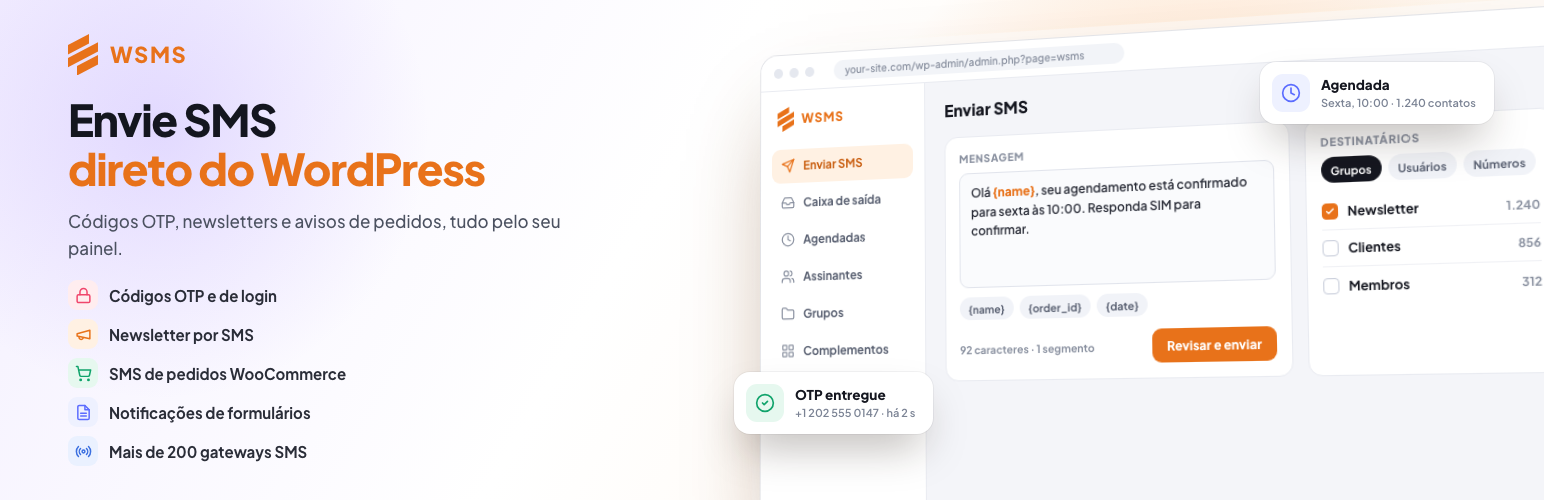 WSMS
Envie SMS
direto do WordPress
Códigos OTP, newsletters e avisos de pedidos, tudo pelo seu
painel.
Códigos OTP e de login
Newsletter por SMS
SMS de pedidos WooCommerce
Notificações de formulários
Mais de 200 gateways SMS
your-site.com/wp-admin/admin.php?page=wsms
WSMS
Enviar SMS
Caixa de saída
Agendadas
Assinantes
Grupos
Complementos
OTP entregue
+1 202 555 0147 · há 2 s
Enviar SMS
MENSAGEM
Olá {name}, seu agendamento está confirmado
para sexta às 10:00. Responda SIM para
confirmar.
{name} {order_id} {date}
92 caracteres · 1 segmento
Revisar e enviar
Agendada
Sexta, 10:00 · 1.240 contatos
DESTINATÁRIOS
Grupos Usuários Números
Newsletter 1.240
Clientes 856
Membros 312